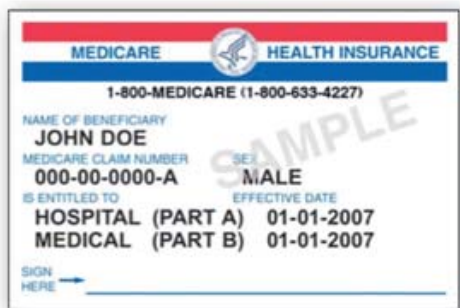 MEDICARE HEALTH INSURANCE
1-800-MEDICARE (1-800-633-4227)
NAME OF BENEFICIARY
JOHN DOE
MEDICARE CLAIM NUMBER SEX
000-00-0000-A MALE
IS ENTITLED TO EFFECTIVE DATE
HOSPITAL (PART A) 01-01-2007
MEDICAL (PART B) 01-01-2007
SIGN
HERE
SAMPLE